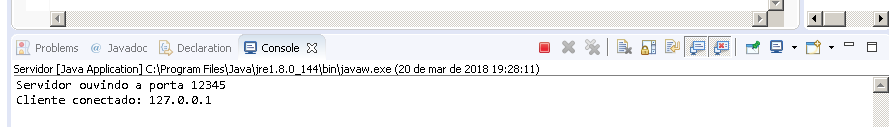 Problems @ Javadoc Declaration Console
Servidor [Java Application] C:\Program Files\Java\jre1.8.0_144\bin\javaw.exe (20 de mar de 2018 19:28:11)
Servidor ouvindo a porta 12345
Cliente conectado: 127.0.0.1